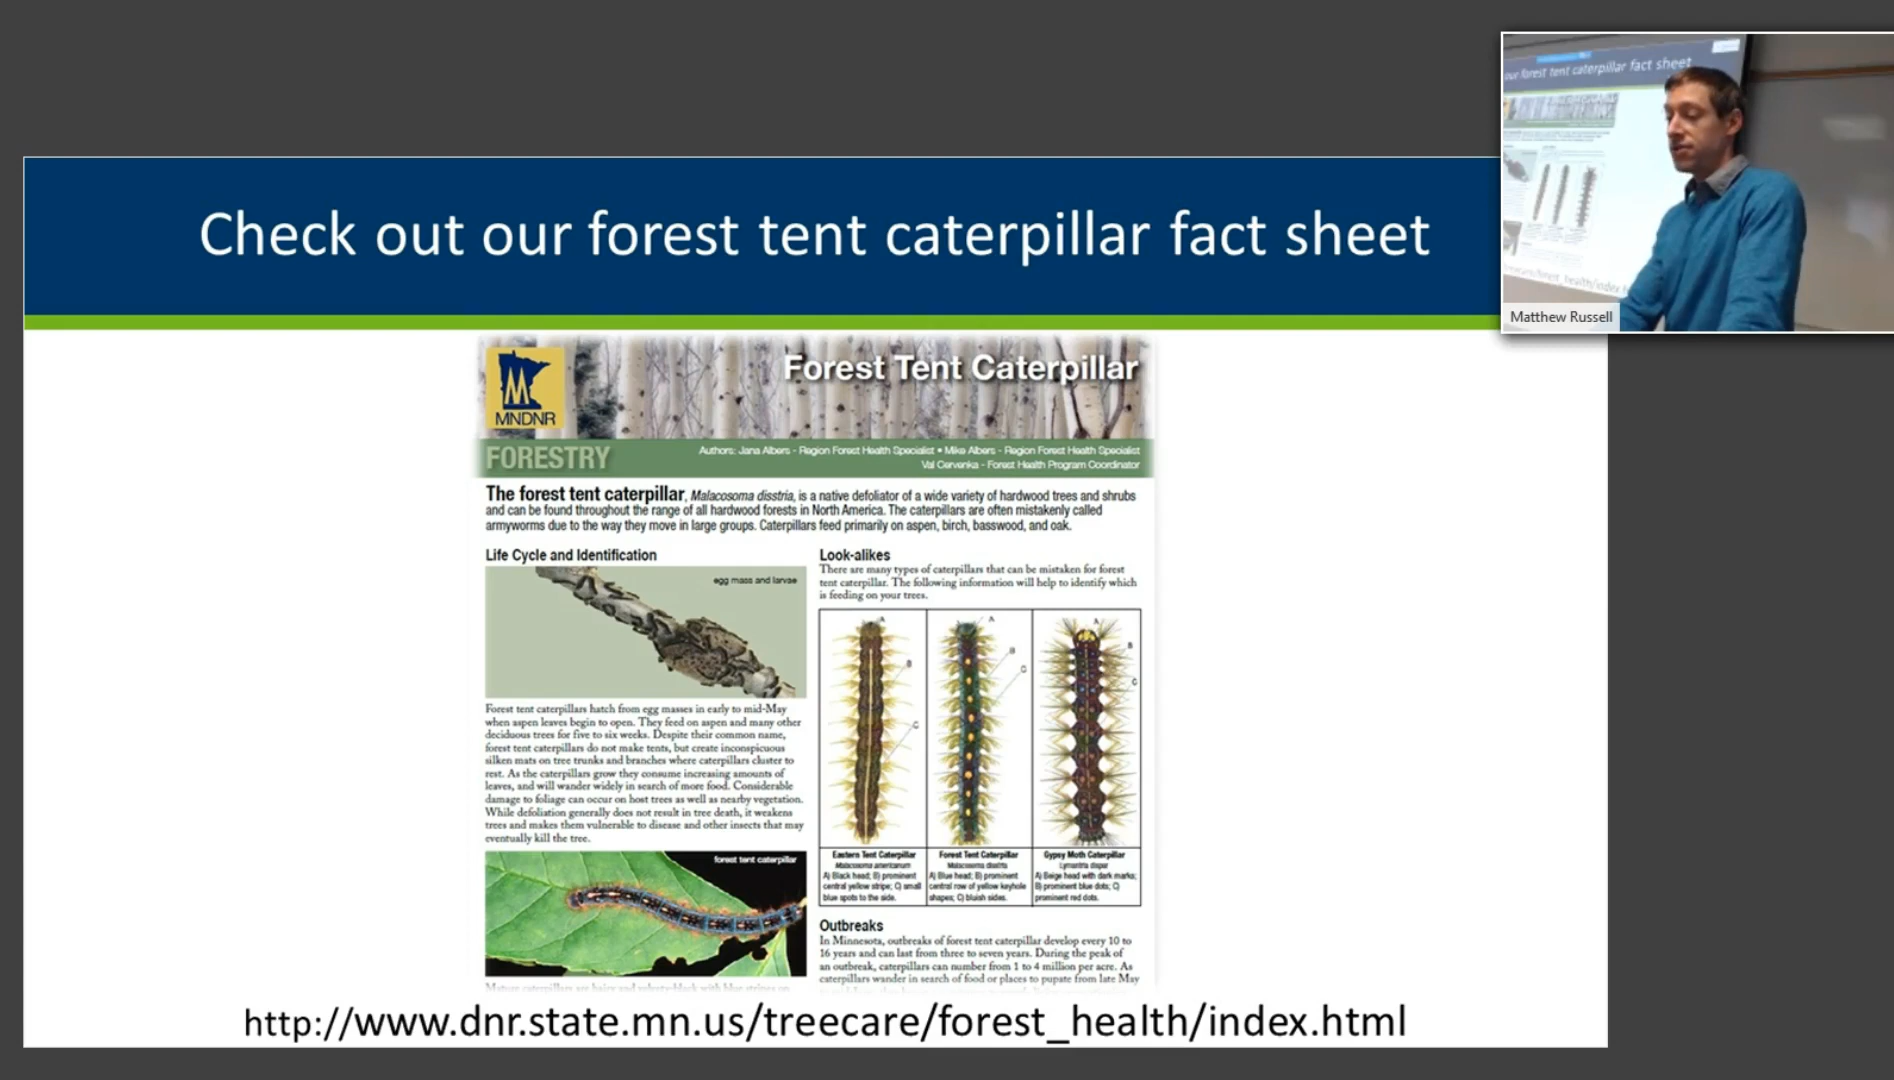 Check out our forest tent caterpillar fact sheet
our forest tent caterpillar fact sheet
Matthew Russell
MNDNR
Forest Tent Caterpillar
FORESTRY
Authors: Jana Albers - Region Forest Health Specialist • Mike Albers - Region Forest Health Specialist
Val Cervenka - Forest Health Program Coordinator
The forest tent caterpillar, Malacosoma disstria, is a native defoliator of a wide variety of hardwood trees and shrubs
and can be found throughout the range of all hardwood forests in North America. The caterpillars are often mistakenly called
armyworms due to the way they move in large groups. Caterpillars feed primarily on aspen, birch, basswood, and oak.
Life Cycle and Identification
egg mass and larvae
Forest tent caterpillars hatch from egg masses in early to mid-May
when aspen leaves begin to open. They feed on aspen and many other
deciduous trees for five to six weeks. Despite their common name,
forest tent caterpillars do not make tents, but create inconspicuous
silken mats on tree trunks and branches where caterpillars cluster to
rest. As the caterpillars grow they consume increasing amounts of
leaves, and will wander widely in search of more food. Considerable
damage to foliage can occur on host trees as well as nearby vegetation.
While defoliation generally does not result in tree death, it weakens
trees and makes them vulnerable to disease and other insects that may
eventually kill the tree.
forest tent caterpillar
Mature caterpillars are hairy and velvety-black with blue stripes on
Look-alikes
There are many types of caterpillars that can be mistaken for forest
tent caterpillar. The following information will help to identify which
is feeding on your trees.
A
B
C
A
B
C
A
B
C
Eastern Tent Caterpillar
Malacosoma americanum
A) Black head; B) prominent
central yellow stripe; C) small
blue spots to the side.
Forest Tent Caterpillar
Malacosoma disstria
A) Blue head; B) prominent
central row of yellow keyhole
shapes; C) bluish sides.
Gypsy Moth Caterpillar
Lymantria dispar
A) Beige head with dark marks;
B) prominent blue dots; C)
prominent red dots.
Outbreaks
In Minnesota, outbreaks of forest tent caterpillar develop every 10 to
16 years and can last from three to seven years. During the peak of
an outbreak, caterpillars can number from 1 to 4 million per acre. As
caterpillars wander in search of food or places to pupate from late May
http://www.dnr.state.mn.us/treecare/forest_health/index.html